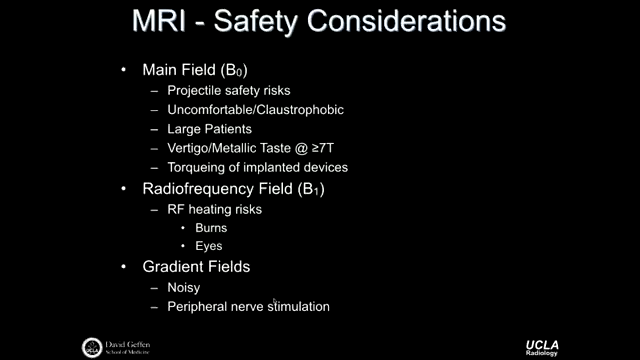 MRI - Safety Considerations
• Main Field (B₀)
– Projectile safety risks
– Uncomfortable/Claustrophobic
– Large Patients
– Vertigo/Metallic Taste @ ≥7T
– Torqueing of implanted devices
• Radiofrequency Field (B₁)
– RF heating risks
• Burns
• Eyes
• Gradient Fields
– Noisy
– Peripheral nerve stimulation
UCLA
David Geffen
School of Medicine
UCLA
Radiology